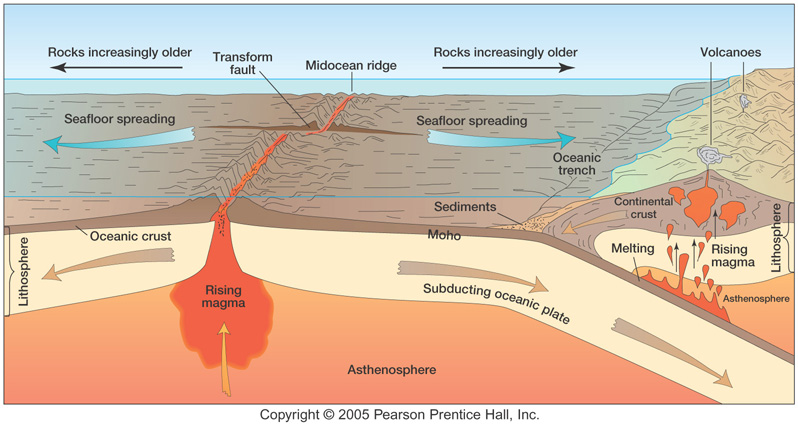 Rocks increasingly older
Transform
fault
Midocean ridge
Rocks increasingly older
Volcanoes
Seafloor spreading
Seafloor spreading
Oceanic
trench
Sediments
Continental
crust
Oceanic crust
Moho
Lithosphere
Lithosphere
Melting
Rising
magma
Rising
magma
Subducting oceanic plate
Asthenosphere
Asthenosphere
Copyright © 2005 Pearson Prentice Hall, Inc.